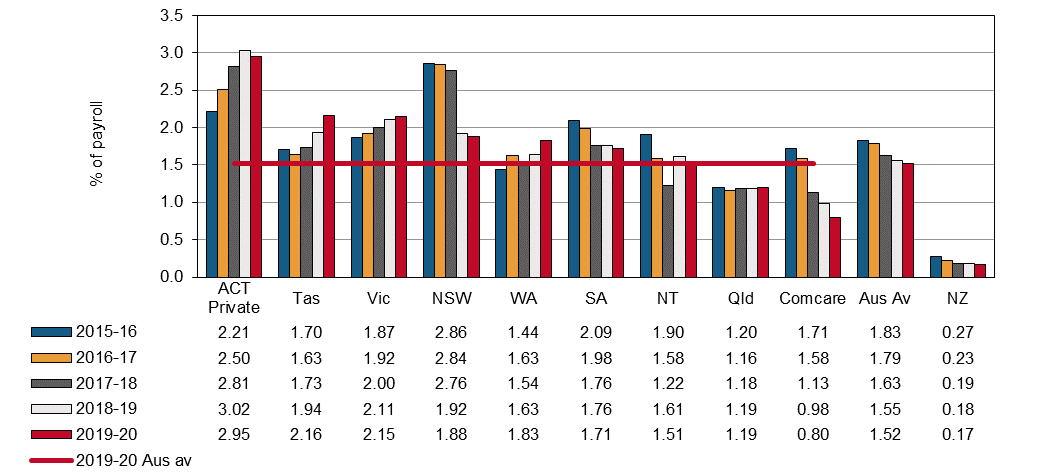 3.5
3.0
2.5
2.0
1.5
1.0
0.5
0.0
% of payroll
ACT Private Tas Vic NSW WA SA NT Qld Comcare Aus Av NZ
2015-16 2.21 1.70 1.87 2.86 1.44 2.09 1.90 1.20 1.71 1.83 0.27
2016-17 2.50 1.63 1.92 2.84 1.63 1.98 1.58 1.16 1.58 1.79 0.23
2017-18 2.81 1.73 2.00 2.76 1.54 1.76 1.22 1.18 1.13 1.63 0.19
2018-19 3.02 1.94 2.11 1.92 1.63 1.76 1.61 1.19 0.98 1.55 0.18
2019-20 2.95 2.16 2.15 1.88 1.83 1.71 1.51 1.19 0.80 1.52 0.17
2019-20 Aus av